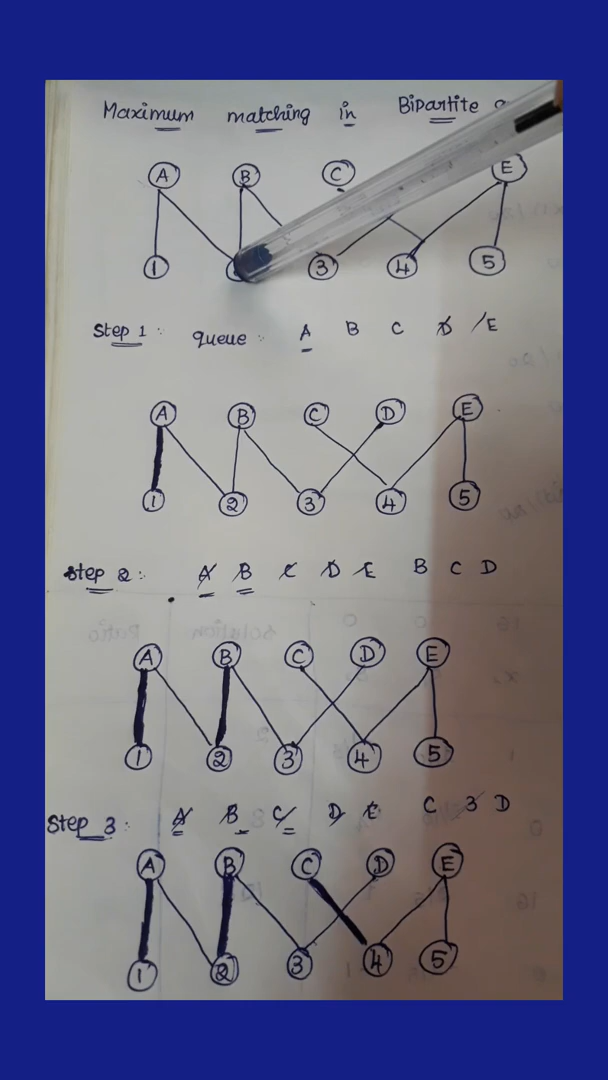 Maximum matching in Bipartite
A B C E
1 3 4 5
Step 1 : queue : A B C D E
A B C D E
1 2 3 4 5
Step 2 : A B C D E B C D
A B C D E
1 2 3 4 5
Step 3 : A B C D E C 3 D
A B C D E
1 2 3 4 5